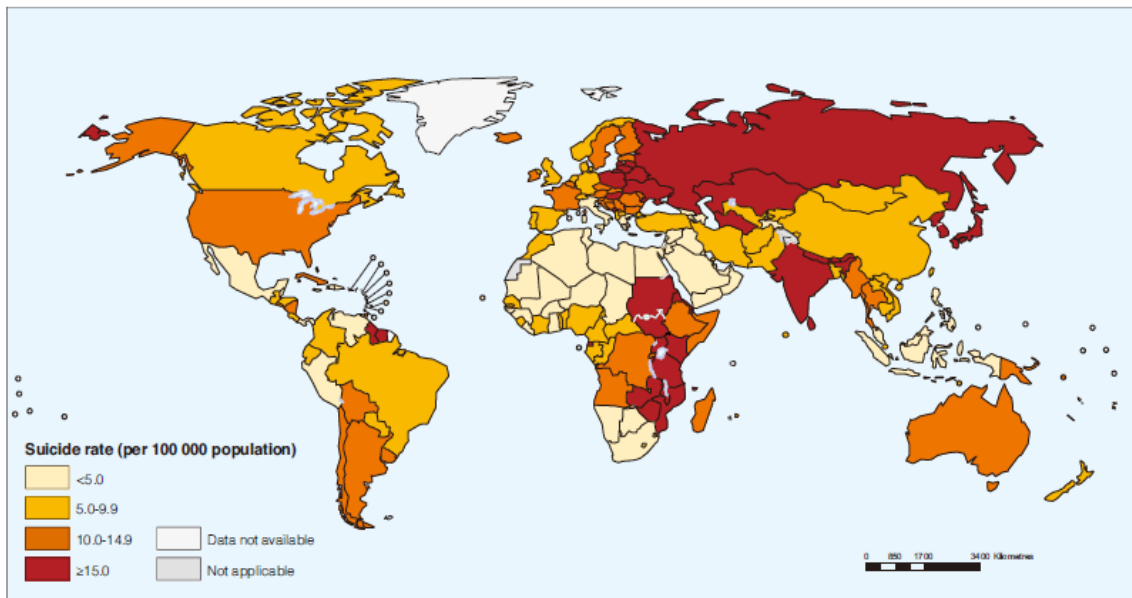 Suicide rate (per 100 000 population)
<5.0
5.0-9.9
10.0-14.9
≥15.0
Data not available
Not applicable
0 850 1700 3400 Kilometres